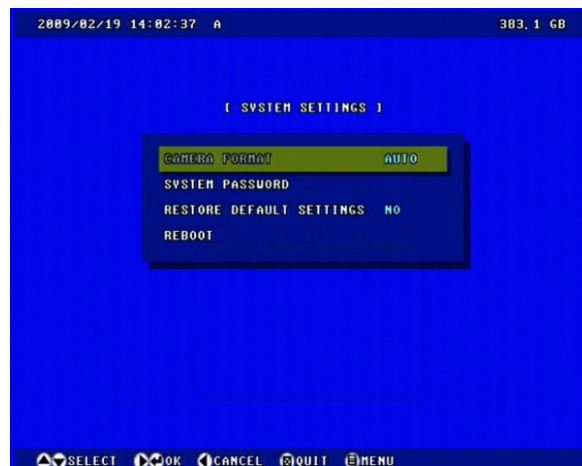 2009/02/19 14:02:37 A 383.1 GB
[ SYSTEM SETTINGS ]
CAMERA FORMAT AUTO
SYSTEM PASSWORD
RESTORE DEFAULT SETTINGS NO
REBOOT
SELECT OK CANCEL QUIT MENU